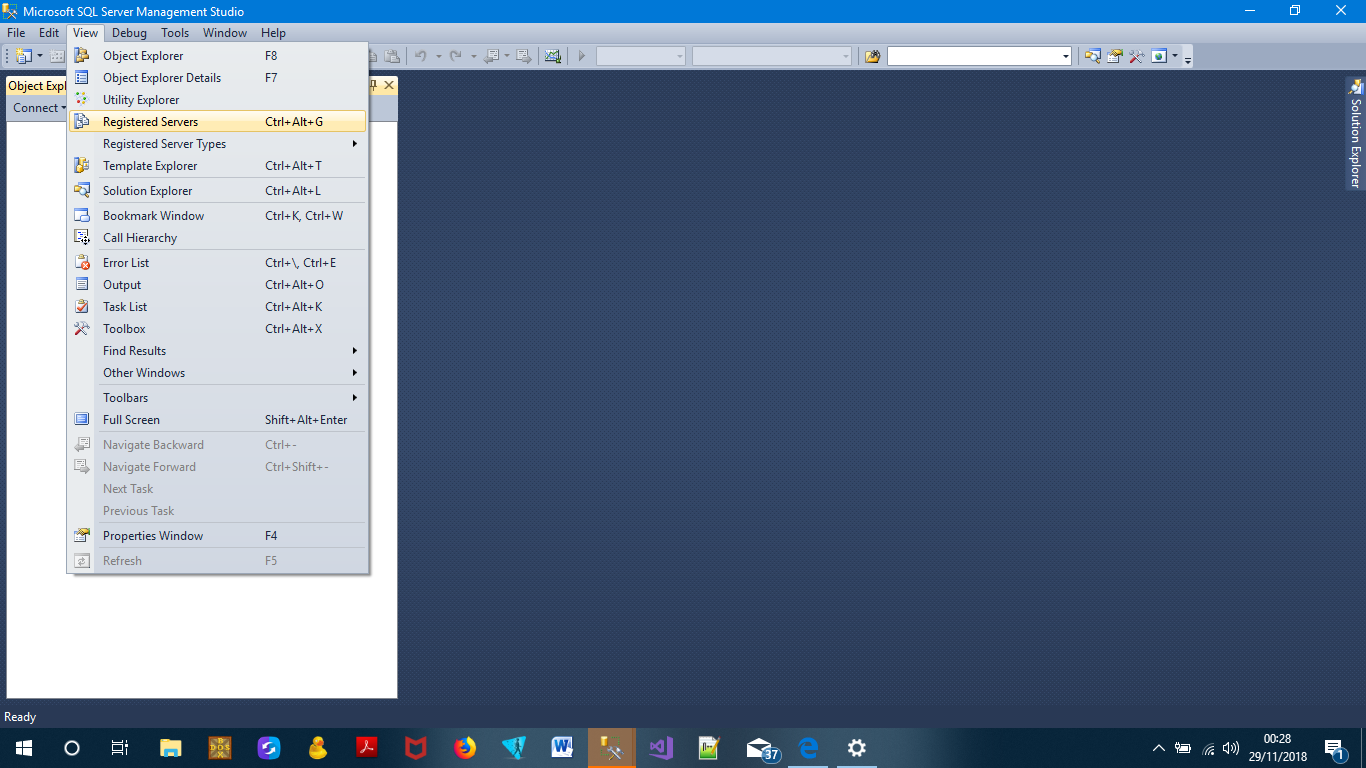 Microsoft SQL Server Management Studio
File Edit View Debug Tools Window Help
Object Expl
Connect
Object Explorer F8
Object Explorer Details F7
Utility Explorer
Registered Servers Ctrl+Alt+G
Registered Server Types
Template Explorer Ctrl+Alt+T
Solution Explorer Ctrl+Alt+L
Bookmark Window Ctrl+K, Ctrl+W
Call Hierarchy
Error List Ctrl+\, Ctrl+E
Output Ctrl+Alt+O
Task List Ctrl+Alt+K
Toolbox Ctrl+Alt+X
Find Results
Other Windows
Toolbars
Full Screen Shift+Alt+Enter
Navigate Backward Ctrl+-
Navigate Forward Ctrl+Shift+-
Next Task
Previous Task
Properties Window F4
Refresh F5
Solution Explorer
Ready
DOS
37
00:28
29/11/2018
1